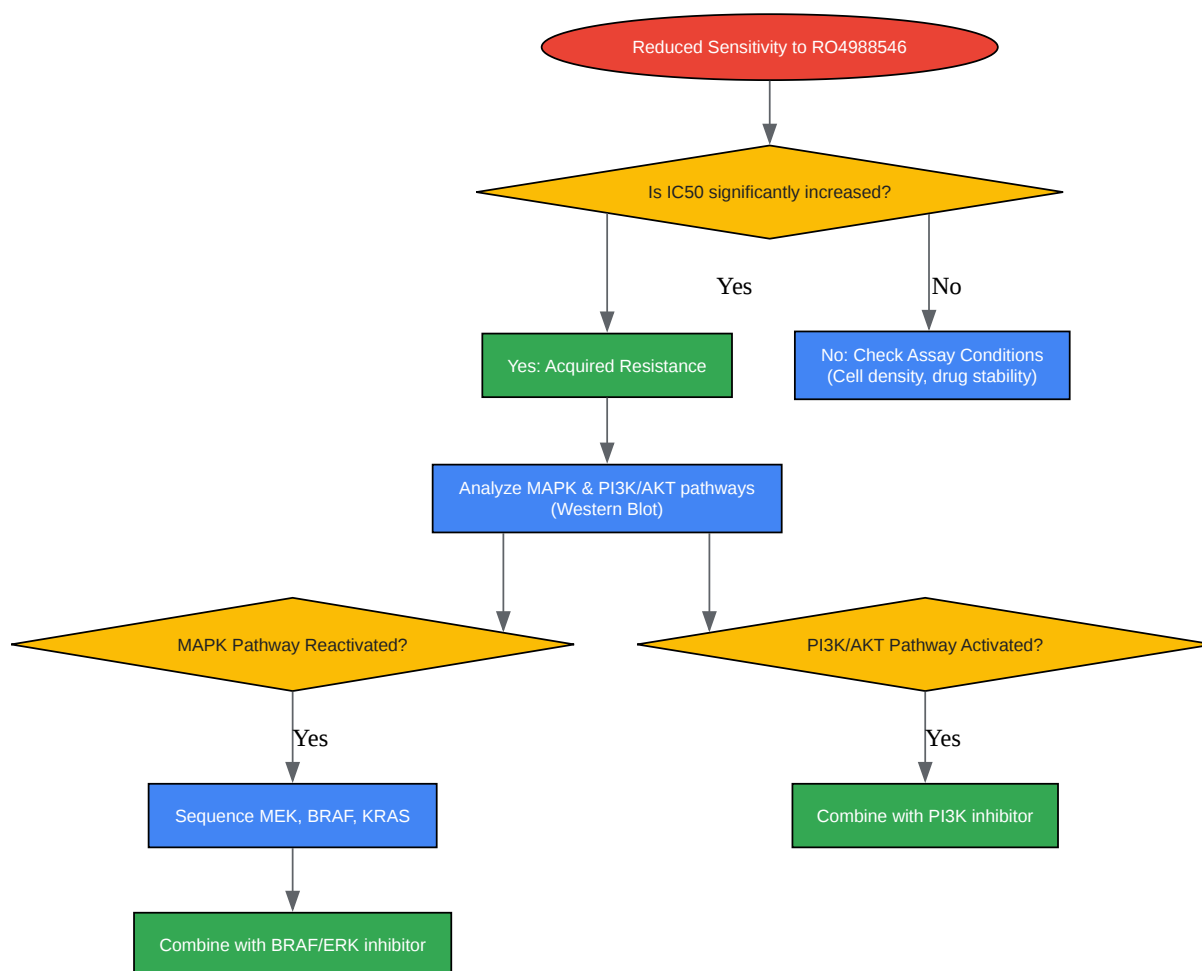 Reduced Sensitivity to RO4988546
Is IC50 significantly increased?
Yes
No
Yes: Acquired Resistance
No: Check Assay Conditions
(Cell density, drug stability)
Analyze MAPK & PI3K/AKT pathways
(Western Blot)
MAPK Pathway Reactivated?
PI3K/AKT Pathway Activated?
Yes
Yes
Sequence MEK, BRAF, KRAS
Combine with PI3K inhibitor
Combine with BRAF/ERK inhibitor